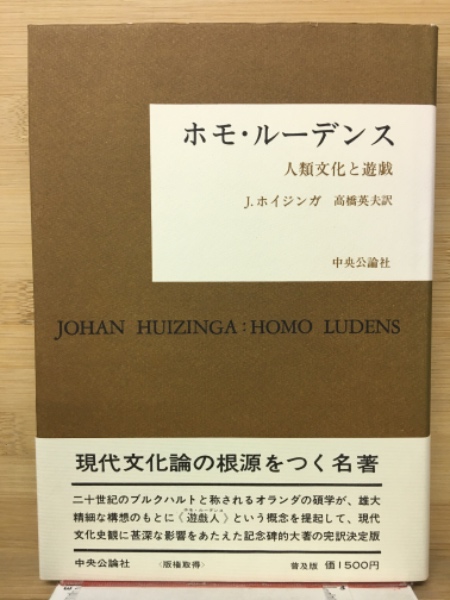 ホモ・ルーデンス
人類文化と遊戯
J.ホイジンガ 高橋英夫訳
中央公論社
JOHAN HUIZINGA:HOMO LUDENS
現代文化論の根源をつく名著
二十世紀のブルクハルトと称されるオランダの碩学が、雄大
ホモ・ルーデンス
精細な構想のもとに《遊戯人》という概念を提起して、現代
文化史観に甚深な影響をあたえた記念碑的大著の完訳決定版
中央公論社 〈版権取得〉 普及版 価1500円